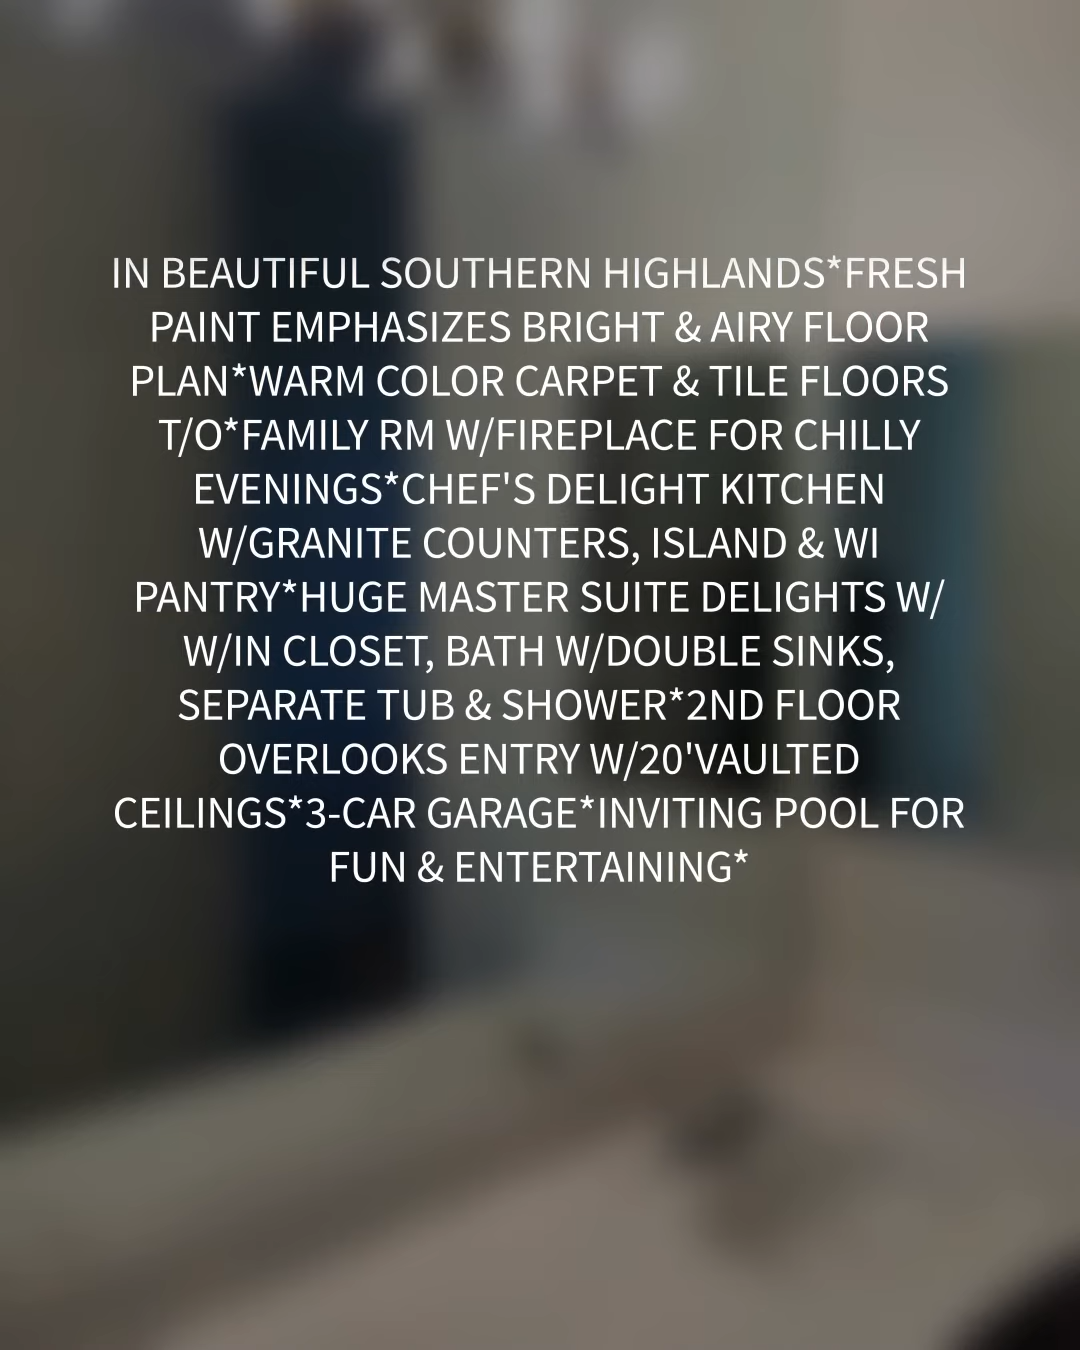 IN BEAUTIFUL SOUTHERN HIGHLANDS*FRESH
PAINT EMPHASIZES BRIGHT & AIRY FLOOR
PLAN*WARM COLOR CARPET & TILE FLOORS
T/O*FAMILY RM W/FIREPLACE FOR CHILLY
EVENINGS*CHEF'S DELIGHT KITCHEN
W/GRANITE COUNTERS, ISLAND & WI
PANTRY*HUGE MASTER SUITE DELIGHTS W/
W/IN CLOSET, BATH W/DOUBLE SINKS,
SEPARATE TUB & SHOWER*2ND FLOOR
OVERLOOKS ENTRY W/20'VAULTED
CEILINGS*3-CAR GARAGE*INVITING POOL FOR
FUN & ENTERTAINING*